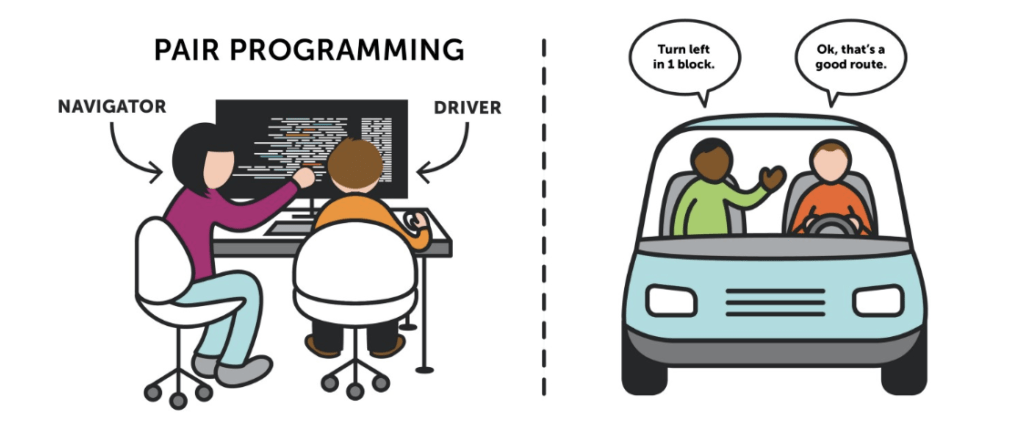 PAIR PROGRAMMING
NAVIGATOR
DRIVER
Turn left
in 1 block.
Ok, that's a
good route.